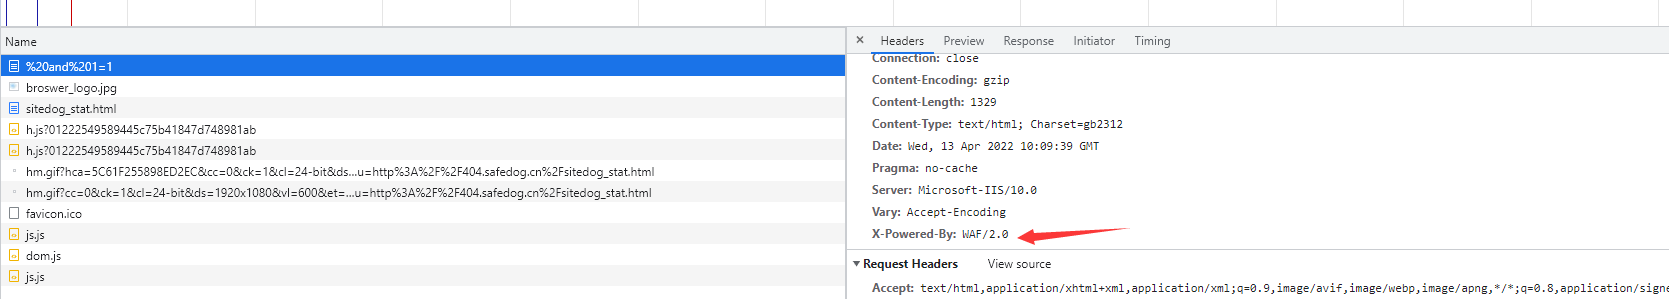 Name
%20and%201=1
broswer_logo.jpg
sitedog_stat.html
h.js?01222549589445c75b41847d748981ab
h.js?01222549589445c75b41847d748981ab
hm.gif?hca=5C61F255898ED2EC&cc=0&ck=1&cl=24-bit&ds...u=http%3A%2F%2F404.safedog.cn%2Fsitedog_stat.html
hm.gif?cc=0&ck=1&cl=24-bit&ds=1920x1080&vl=600&et=...u=http%3A%2F%2F404.safedog.cn%2Fsitedog_stat.html
favicon.ico
js.js
dom.js
js.js
× Headers Preview Response Initiator Timing
Connection: close
Content-Encoding: gzip
Content-Length: 1329
Content-Type: text/html; Charset=gb2312
Date: Wed, 13 Apr 2022 10:09:39 GMT
Pragma: no-cache
Server: Microsoft-IIS/10.0
Vary: Accept-Encoding
X-Powered-By: WAF/2.0
▼ Request Headers View source
Accept: text/html,application/xhtml+xml,application/xml;q=0.9,image/avif,image/webp,image/apng,*/*;q=0.8,application/signe